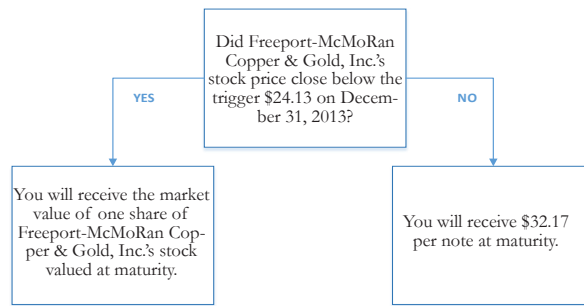 Did Freeport-McMoRan
Copper & Gold, Inc.'s
stock price close below the
trigger $24.13 on Decem-
ber 31, 2013?
YES
NO
You will receive the market
value of one share of
Freeport-McMoRan Cop-
per & Gold, Inc.'s stock
valued at maturity.
You will receive $32.17
per note at maturity.